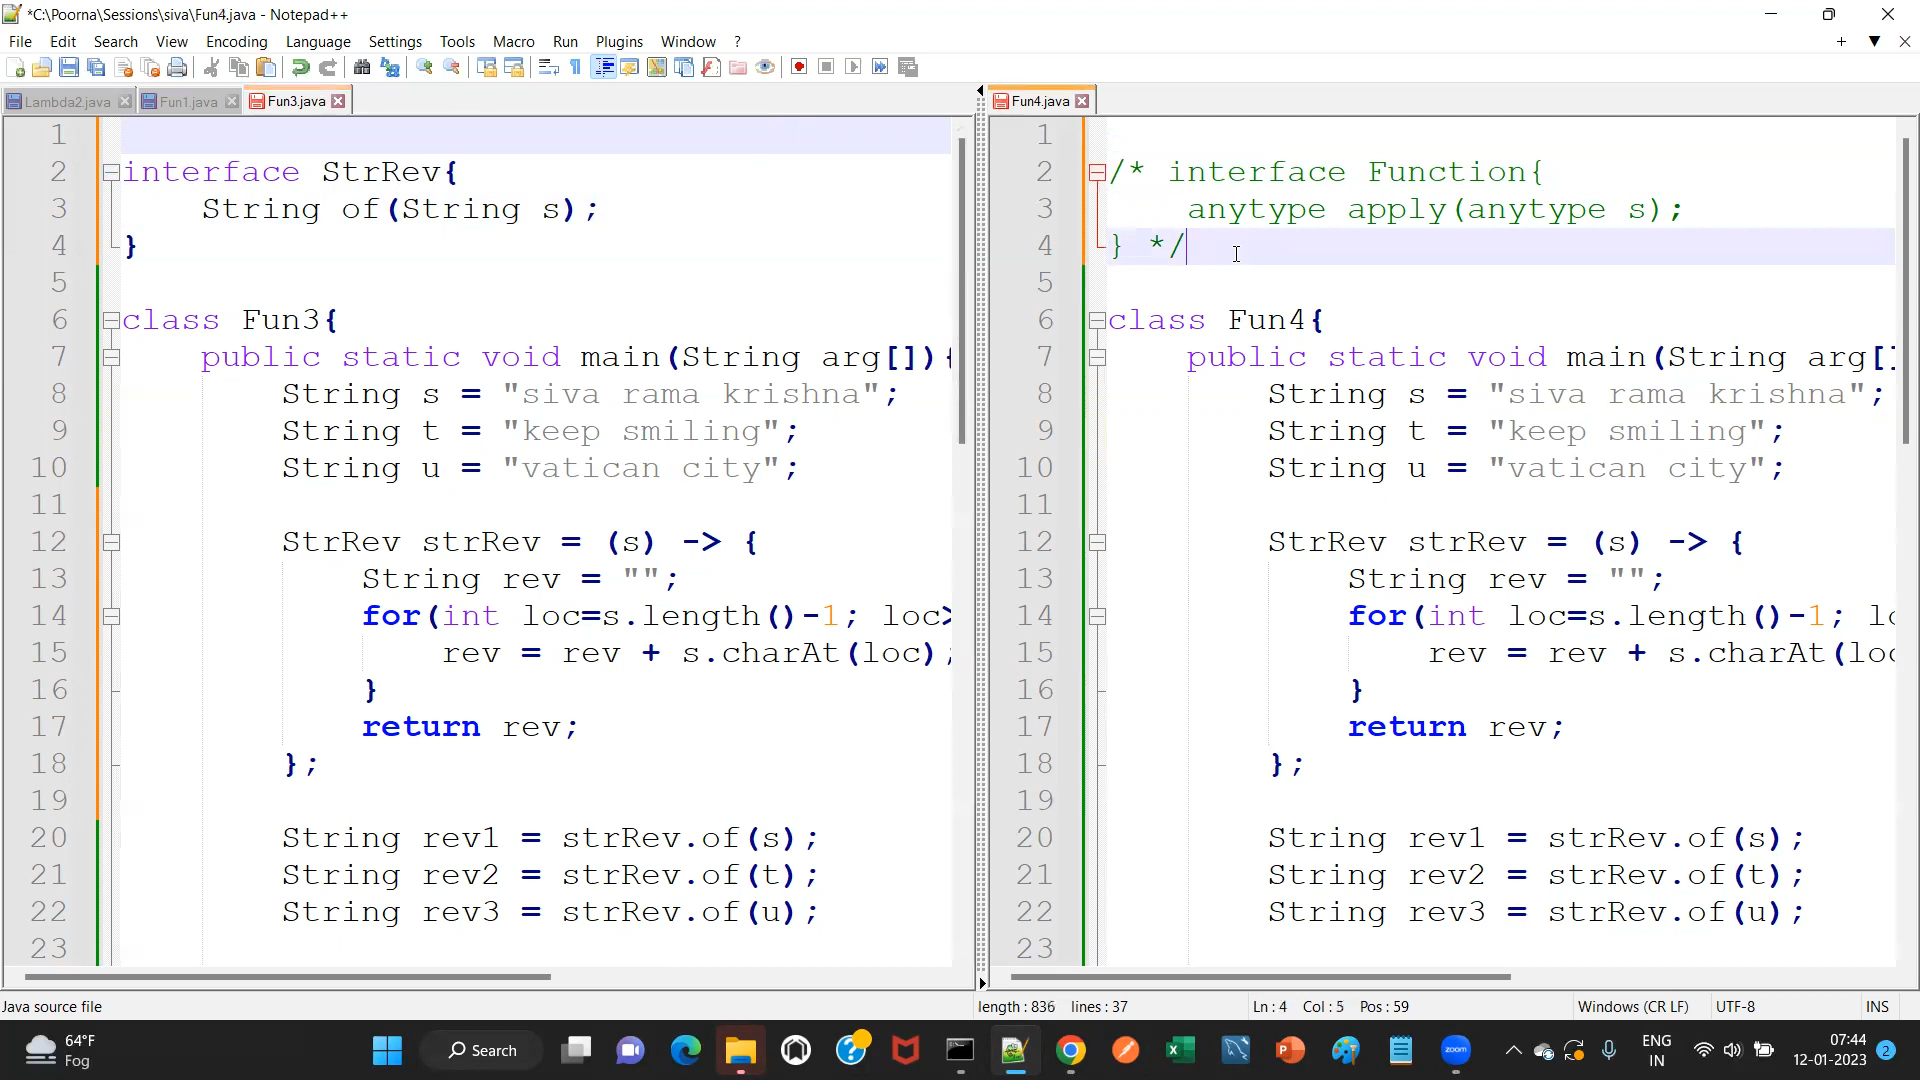 *C:\Poorna\Sessions\siva\Fun4.java - Notepad++
File Edit Search View Encoding Language Settings Tools Macro Run Plugins Window ?
Lambda2.java Fun1.java Fun3.java
1
2 interface StrRev{
3 String of(String s);
4 }
5
6 class Fun3{
7 public static void main(String arg[]){
8 String s = "siva rama krishna";
9 String t = "keep smiling";
10 String u = "vatican city";
11
12 StrRev strRev = (s) -> {
13 String rev = "";
14 for(int loc=s.length()-1; loc>
15 rev = rev + s.charAt(loc);
16 }
17 return rev;
18 };
19
20 String rev1 = strRev.of(s);
21 String rev2 = strRev.of(t);
22 String rev3 = strRev.of(u);
23
Fun4.java
1
2 /* interface Function{
3 anytype apply(anytype s);
4 } */
5
6 class Fun4{
7 public static void main(String arg[]
8 String s = "siva rama krishna";
9 String t = "keep smiling";
10 String u = "vatican city";
11
12 StrRev strRev = (s) -> {
13 String rev = "";
14 for(int loc=s.length()-1; lo
15 rev = rev + s.charAt(loc
16 }
17 return rev;
18 };
19
20 String rev1 = strRev.of(s);
21 String rev2 = strRev.of(t);
22 String rev3 = strRev.of(u);
23
Java source file length : 836 lines : 37 Ln : 4 Col : 5 Pos : 59 Windows (CR LF) UTF-8 INS
64°F
Fog
Search
zoom
ENG
IN
07:44
12-01-2023
2